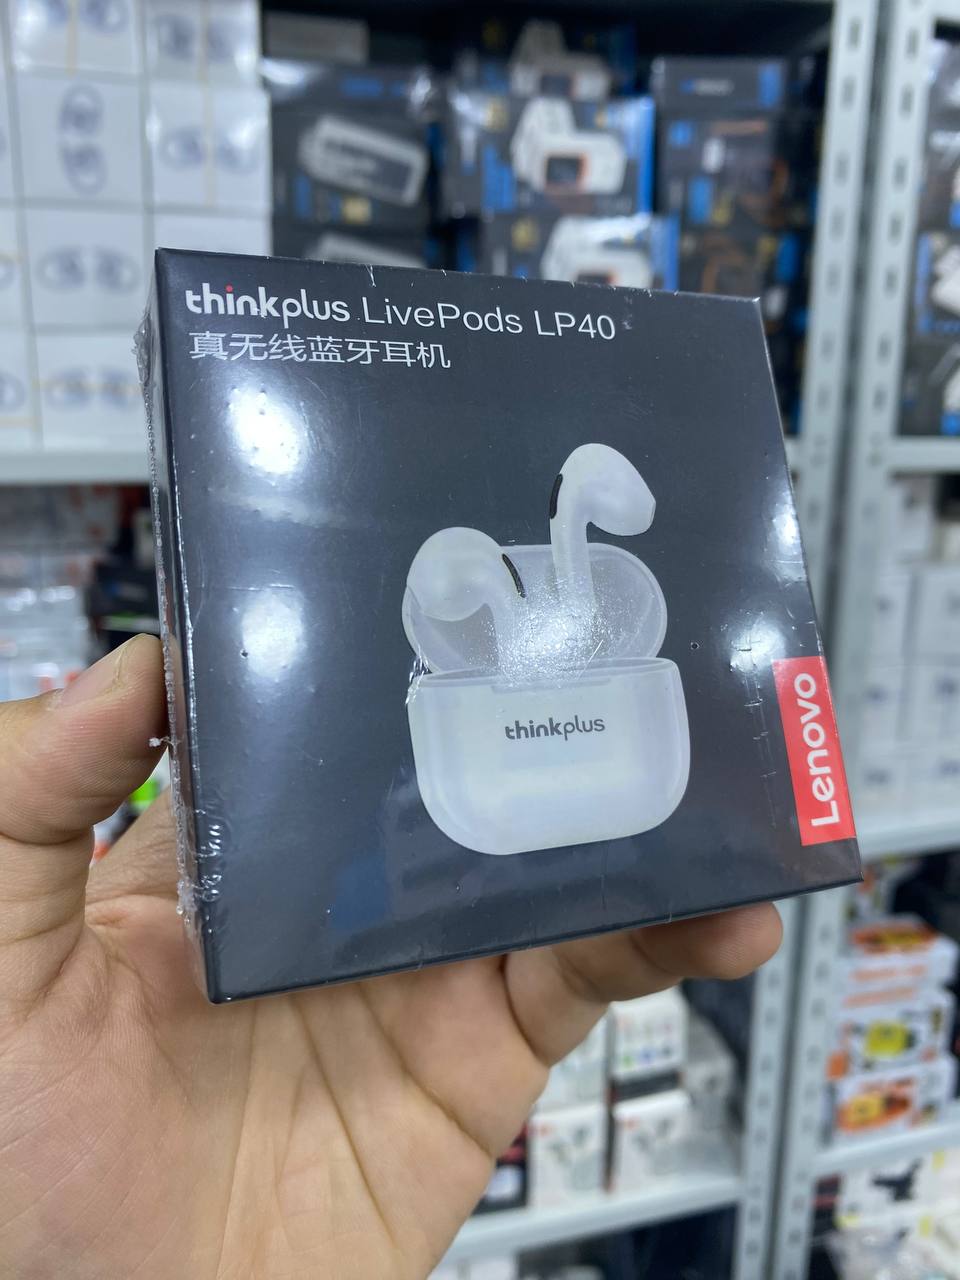 thinkplus LivePods LP40
真无线蓝牙耳机
thinkplus
Lenovo